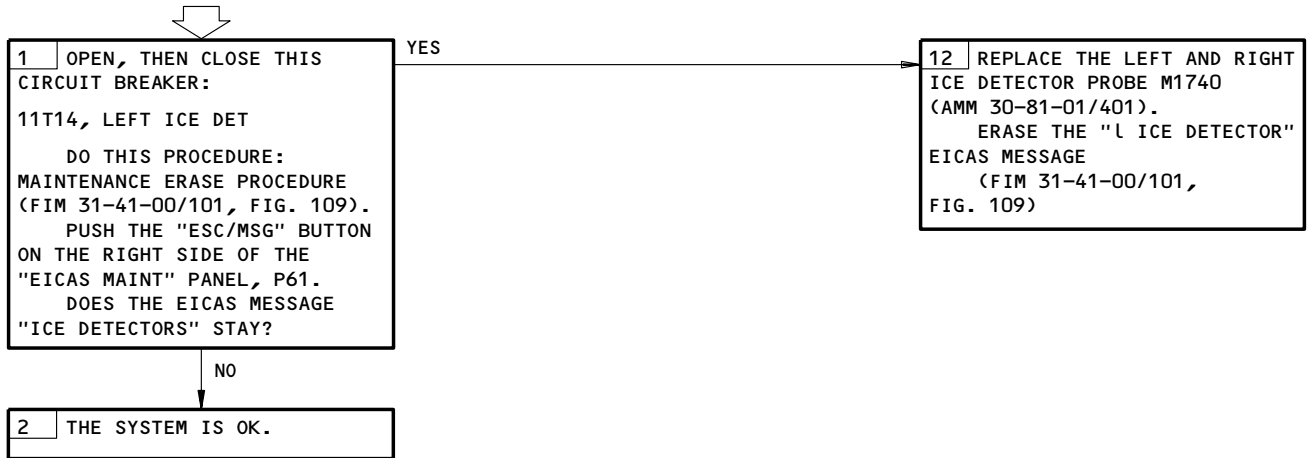 1 OPEN, THEN CLOSE THIS
CIRCUIT BREAKER:
11T14, LEFT ICE DET
DO THIS PROCEDURE:
MAINTENANCE ERASE PROCEDURE
(FIM 31-41-00/101, FIG. 109).
PUSH THE "ESC/MSG" BUTTON
ON THE RIGHT SIDE OF THE
"EICAS MAINT" PANEL, P61.
DOES THE EICAS MESSAGE
"ICE DETECTORS" STAY?
YES
12 REPLACE THE LEFT AND RIGHT
ICE DETECTOR PROBE M1740
(AMM 30-81-01/401).
ERASE THE "l ICE DETECTOR"
EICAS MESSAGE
(FIM 31-41-00/101,
FIG. 109)
NO
2 THE SYSTEM IS OK.